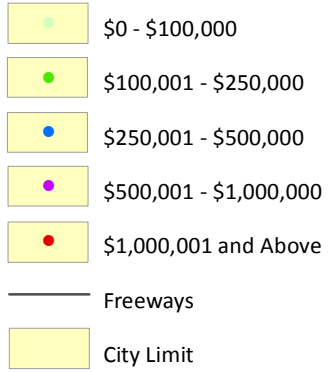 $0 - $100,000
$100,001 - $250,000
$250,001 - $500,000
$500,001 - $1,000,000
$1,000,001 and Above
Freeways
City Limit